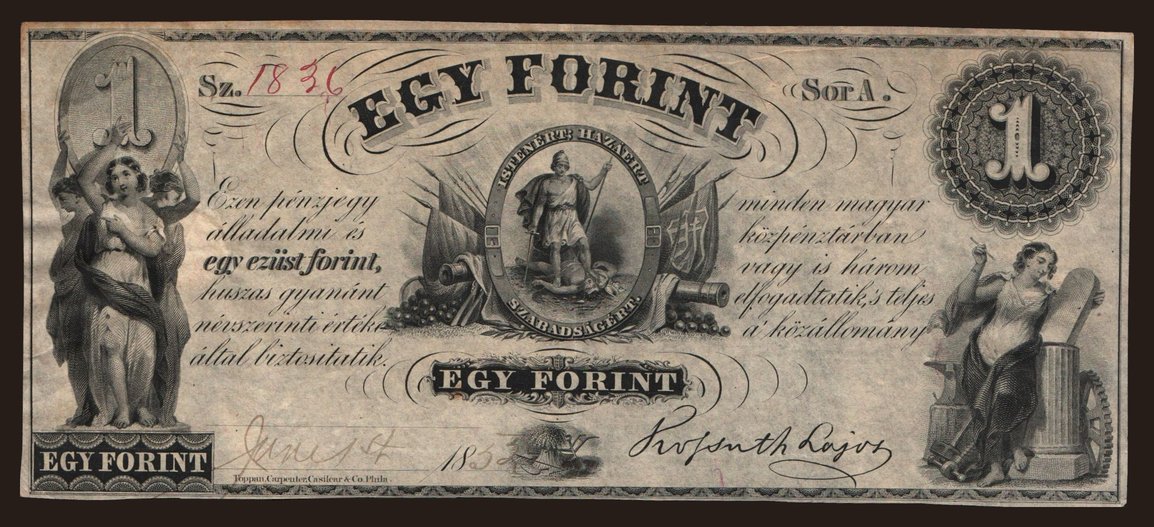 1
Sz. 1836
EGY FORINT
Sor A.
1
ISTENÉRT; HAZÁÉRT
SZABADSÁGÉRT.
Ezen pénzjegy minden magyar
álladalmi és közpénztárban
egy ezüst forint, vagy is három
huszas gyanánt elfogadtatik, 's teljes
névszerinti értéke a' közállomány
által biztosítatik.
EGY FORINT
EGY FORINT
June 1st 185
Kossuth Lajos
Toppan, Carpenter, Casilear & Co. Phila.